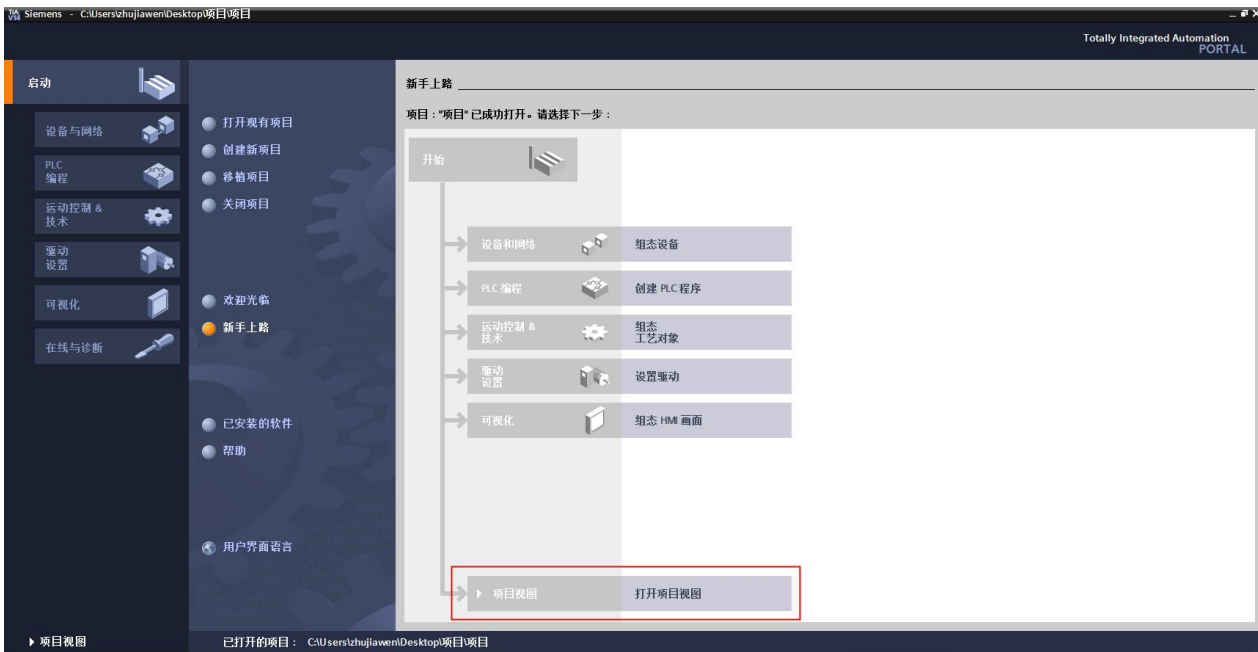 TIA
V14
Siemens - C:\Users\zhujiawen\Desktop\项目\项目
Totally Integrated Automation
PORTAL
启动
设备与网络
PLC
编程
运动控制 &
技术
驱动
设置
可视化
在线与诊断
打开现有项目
创建新项目
移植项目
关闭项目
欢迎光临
新手上路
已安装的软件
帮助
用户界面语言
新手上路
项目："项目" 已成功打开。请选择下一步：
开始
设备和网络
组态设备
PLC 编程
创建 PLC 程序
运动控制 &
技术
组态
工艺对象
驱动
设置
设置驱动
可视化
组态 HMI 画面
项目视图
打开项目视图
项目视图
已打开的项目： C:\Users\zhujiawen\Desktop\项目\项目